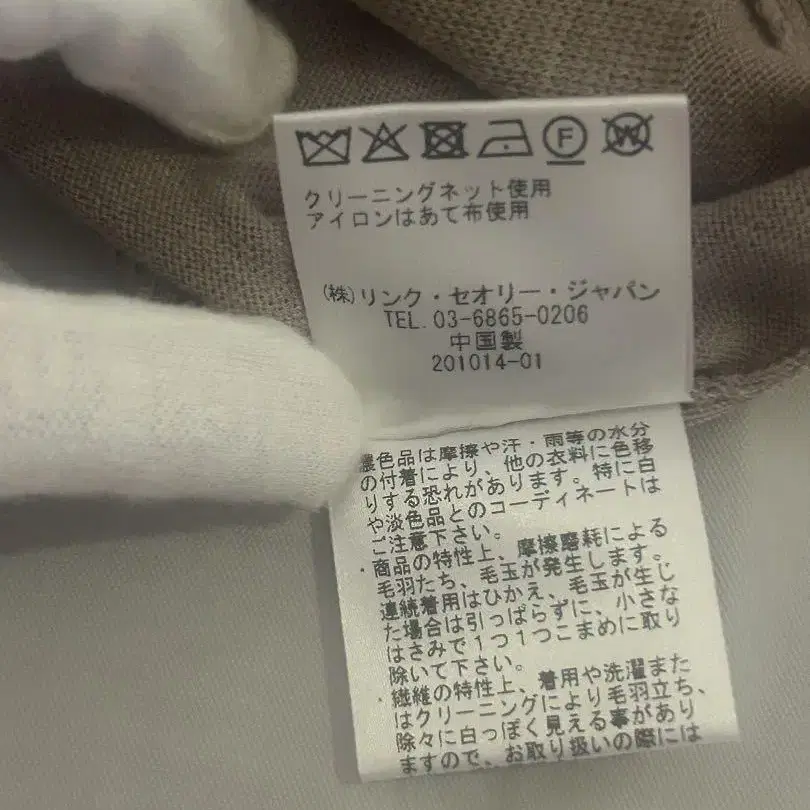 F W
クリーニングネット使用
アイロンはあて布使用
(株)リンク・セオリー・ジャパン
TEL.03-6865-0206
中国製
201014-01
濃色品は摩擦や汗・雨等の水分
の付着により、他の衣料に色移
りする恐れがあります。特に白
や淡色品とのコーディネートは
ご注意下さい。
・商品の特性上、摩擦磨耗による
毛羽たち、毛玉が発生します。
連続着用はひかえ、毛玉が生じ
た場合は引っぱらずに、小さな
はさみで1つ1つこまめに取り
除いて下さい。
・繊維の特性上、着用や洗濯また
はクリーニングにより毛羽立ち、
除々に白っぽく見える事があり
ますので、お取り扱いの際には